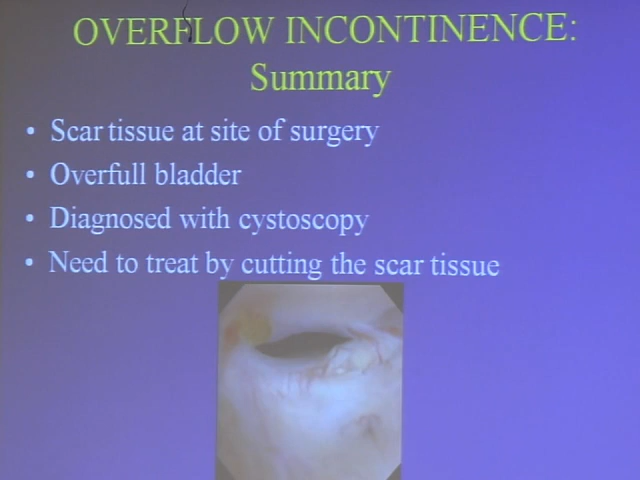 OVERFLOW INCONTINENCE:
Summary
• Scar tissue at site of surgery
• Overfull bladder
• Diagnosed with cystoscopy
• Need to treat by cutting the scar tissue